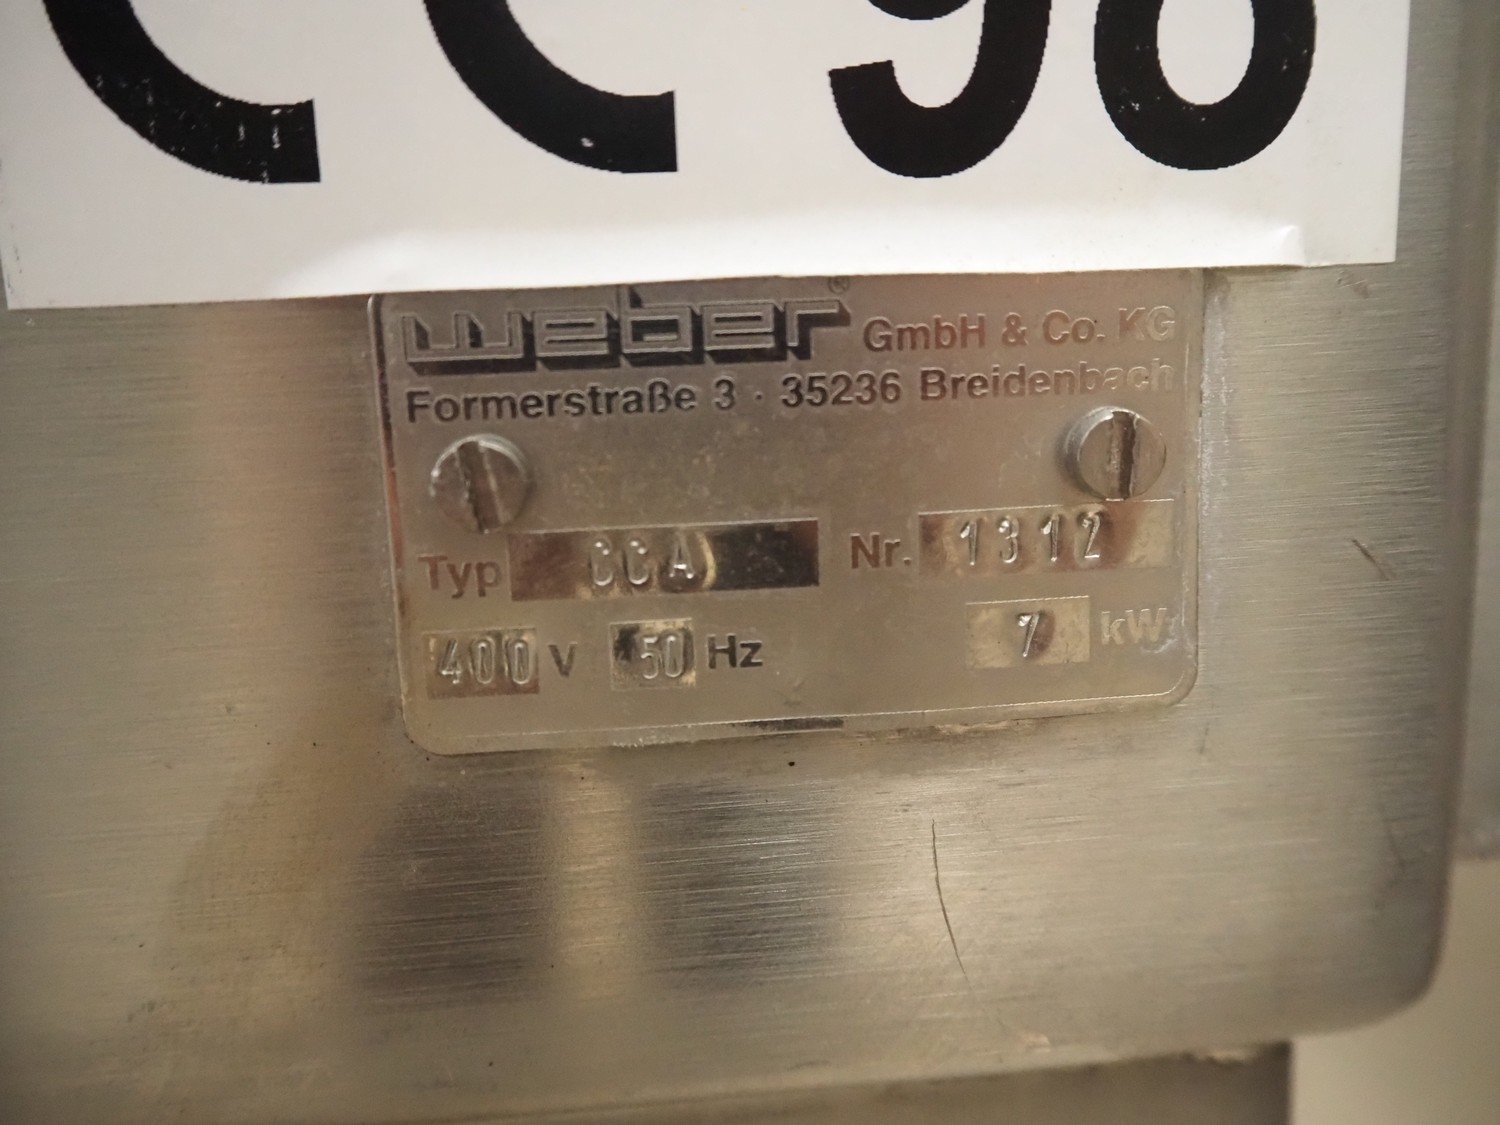 CC 98
weber® GmbH & Co. KG
Formerstraße 3 · 35236 Breidenbach
Typ CCA Nr. 1312
400 V 50 Hz 7 kW